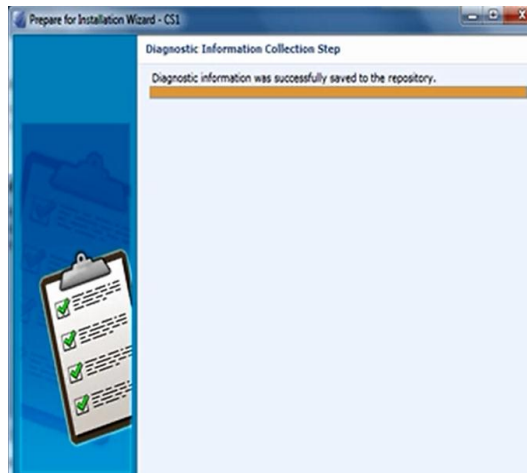 Prepare for Installation Wizard - CS1
Diagnostic Information Collection Step
Diagnostic information was successfully saved to the repository.